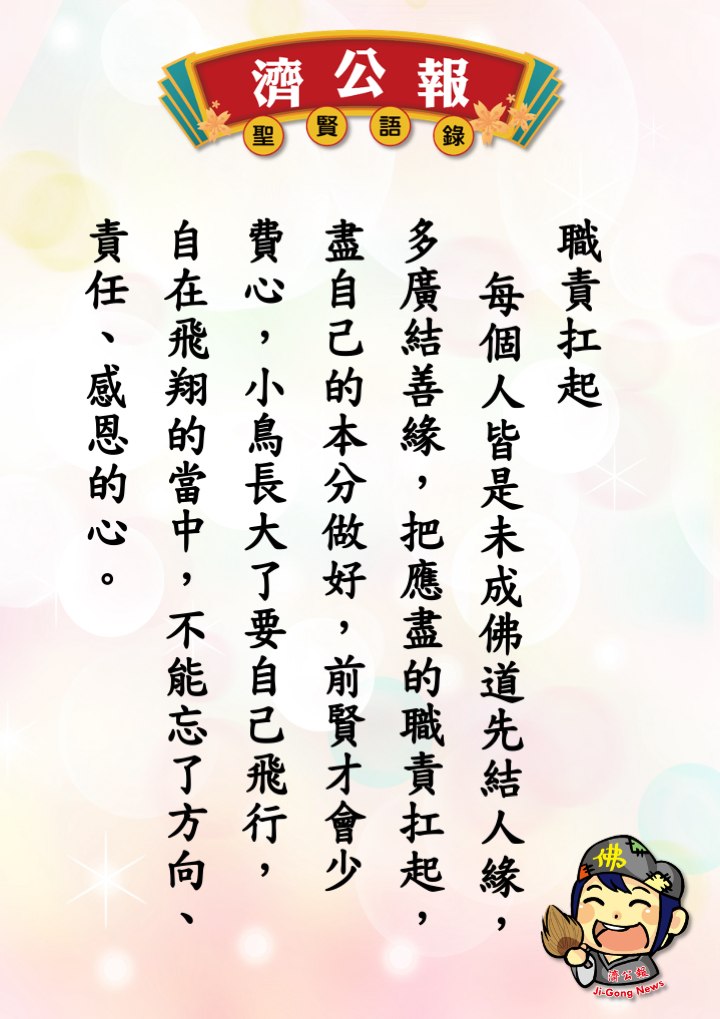 濟公報
聖賢語錄
職責扛起
每個人皆是未成佛道先結人緣，
多廣結善緣，把應盡的職責扛起，
盡自己的本分做好，前賢才會少
費心，小鳥長大了要自己飛行，
自在飛翔的當中，不能忘了方向、
責任、感恩的心。
佛
濟公報
Ji-Gong News